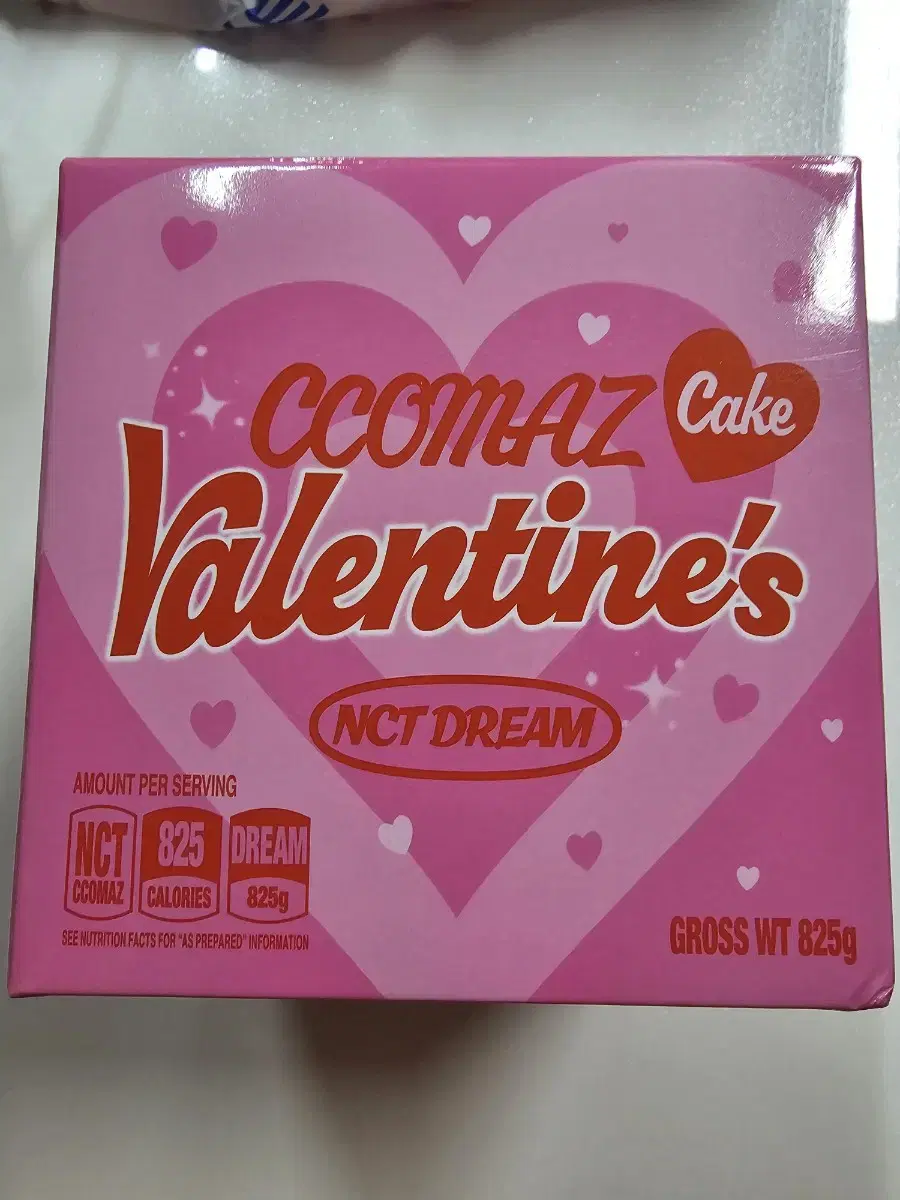 CCOMAZ
Cake
Valentine's
NCT DREAM
AMOUNT PER SERVING
NCT 825 DREAM
CCOMAZ CALORIES 825g
SEE NUTRITION FACTS FOR "AS PREPARED" INFORMATION
GROSS WT 825g